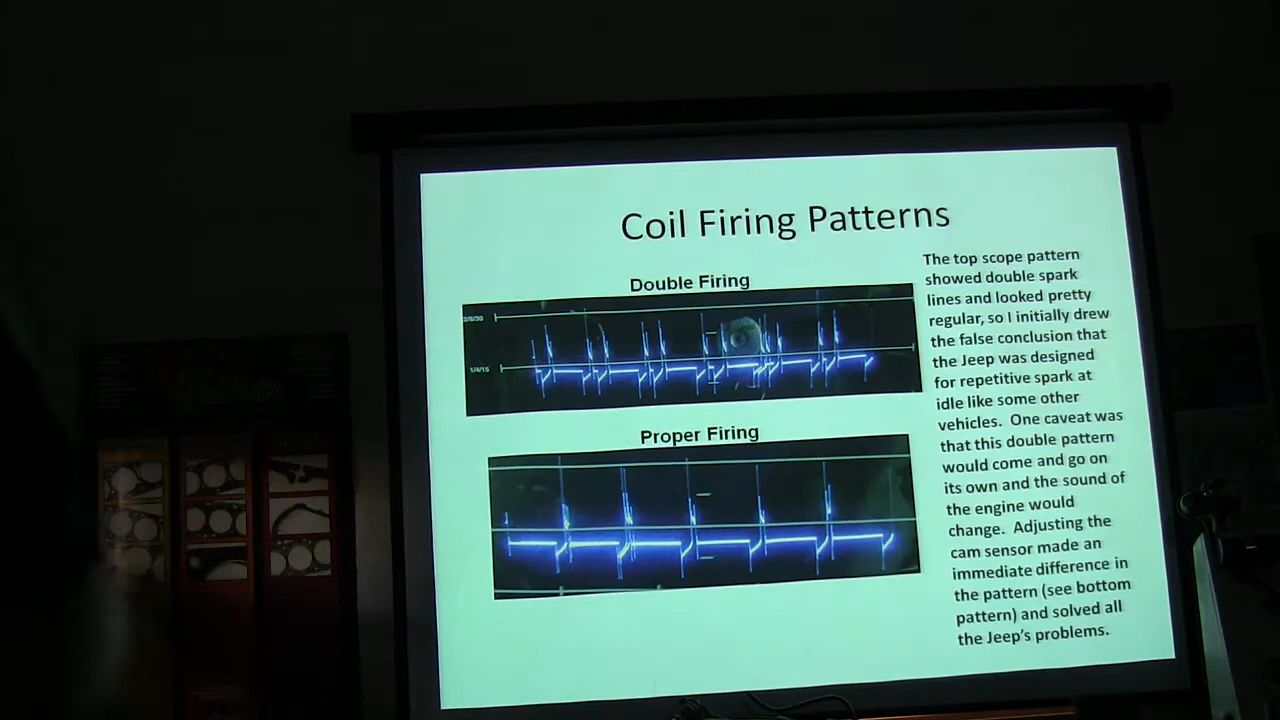 Coil Firing Patterns
Double Firing
1/4/15
Proper Firing
The top scope pattern
showed double spark
lines and looked pretty
regular, so I initially drew
the false conclusion that
the Jeep was designed
for repetitive spark at
idle like some other
vehicles. One caveat was
that this double pattern
would come and go on
its own and the sound of
the engine would
change. Adjusting the
cam sensor made an
immediate difference in
the pattern (see bottom
pattern) and solved all
the Jeep's problems.